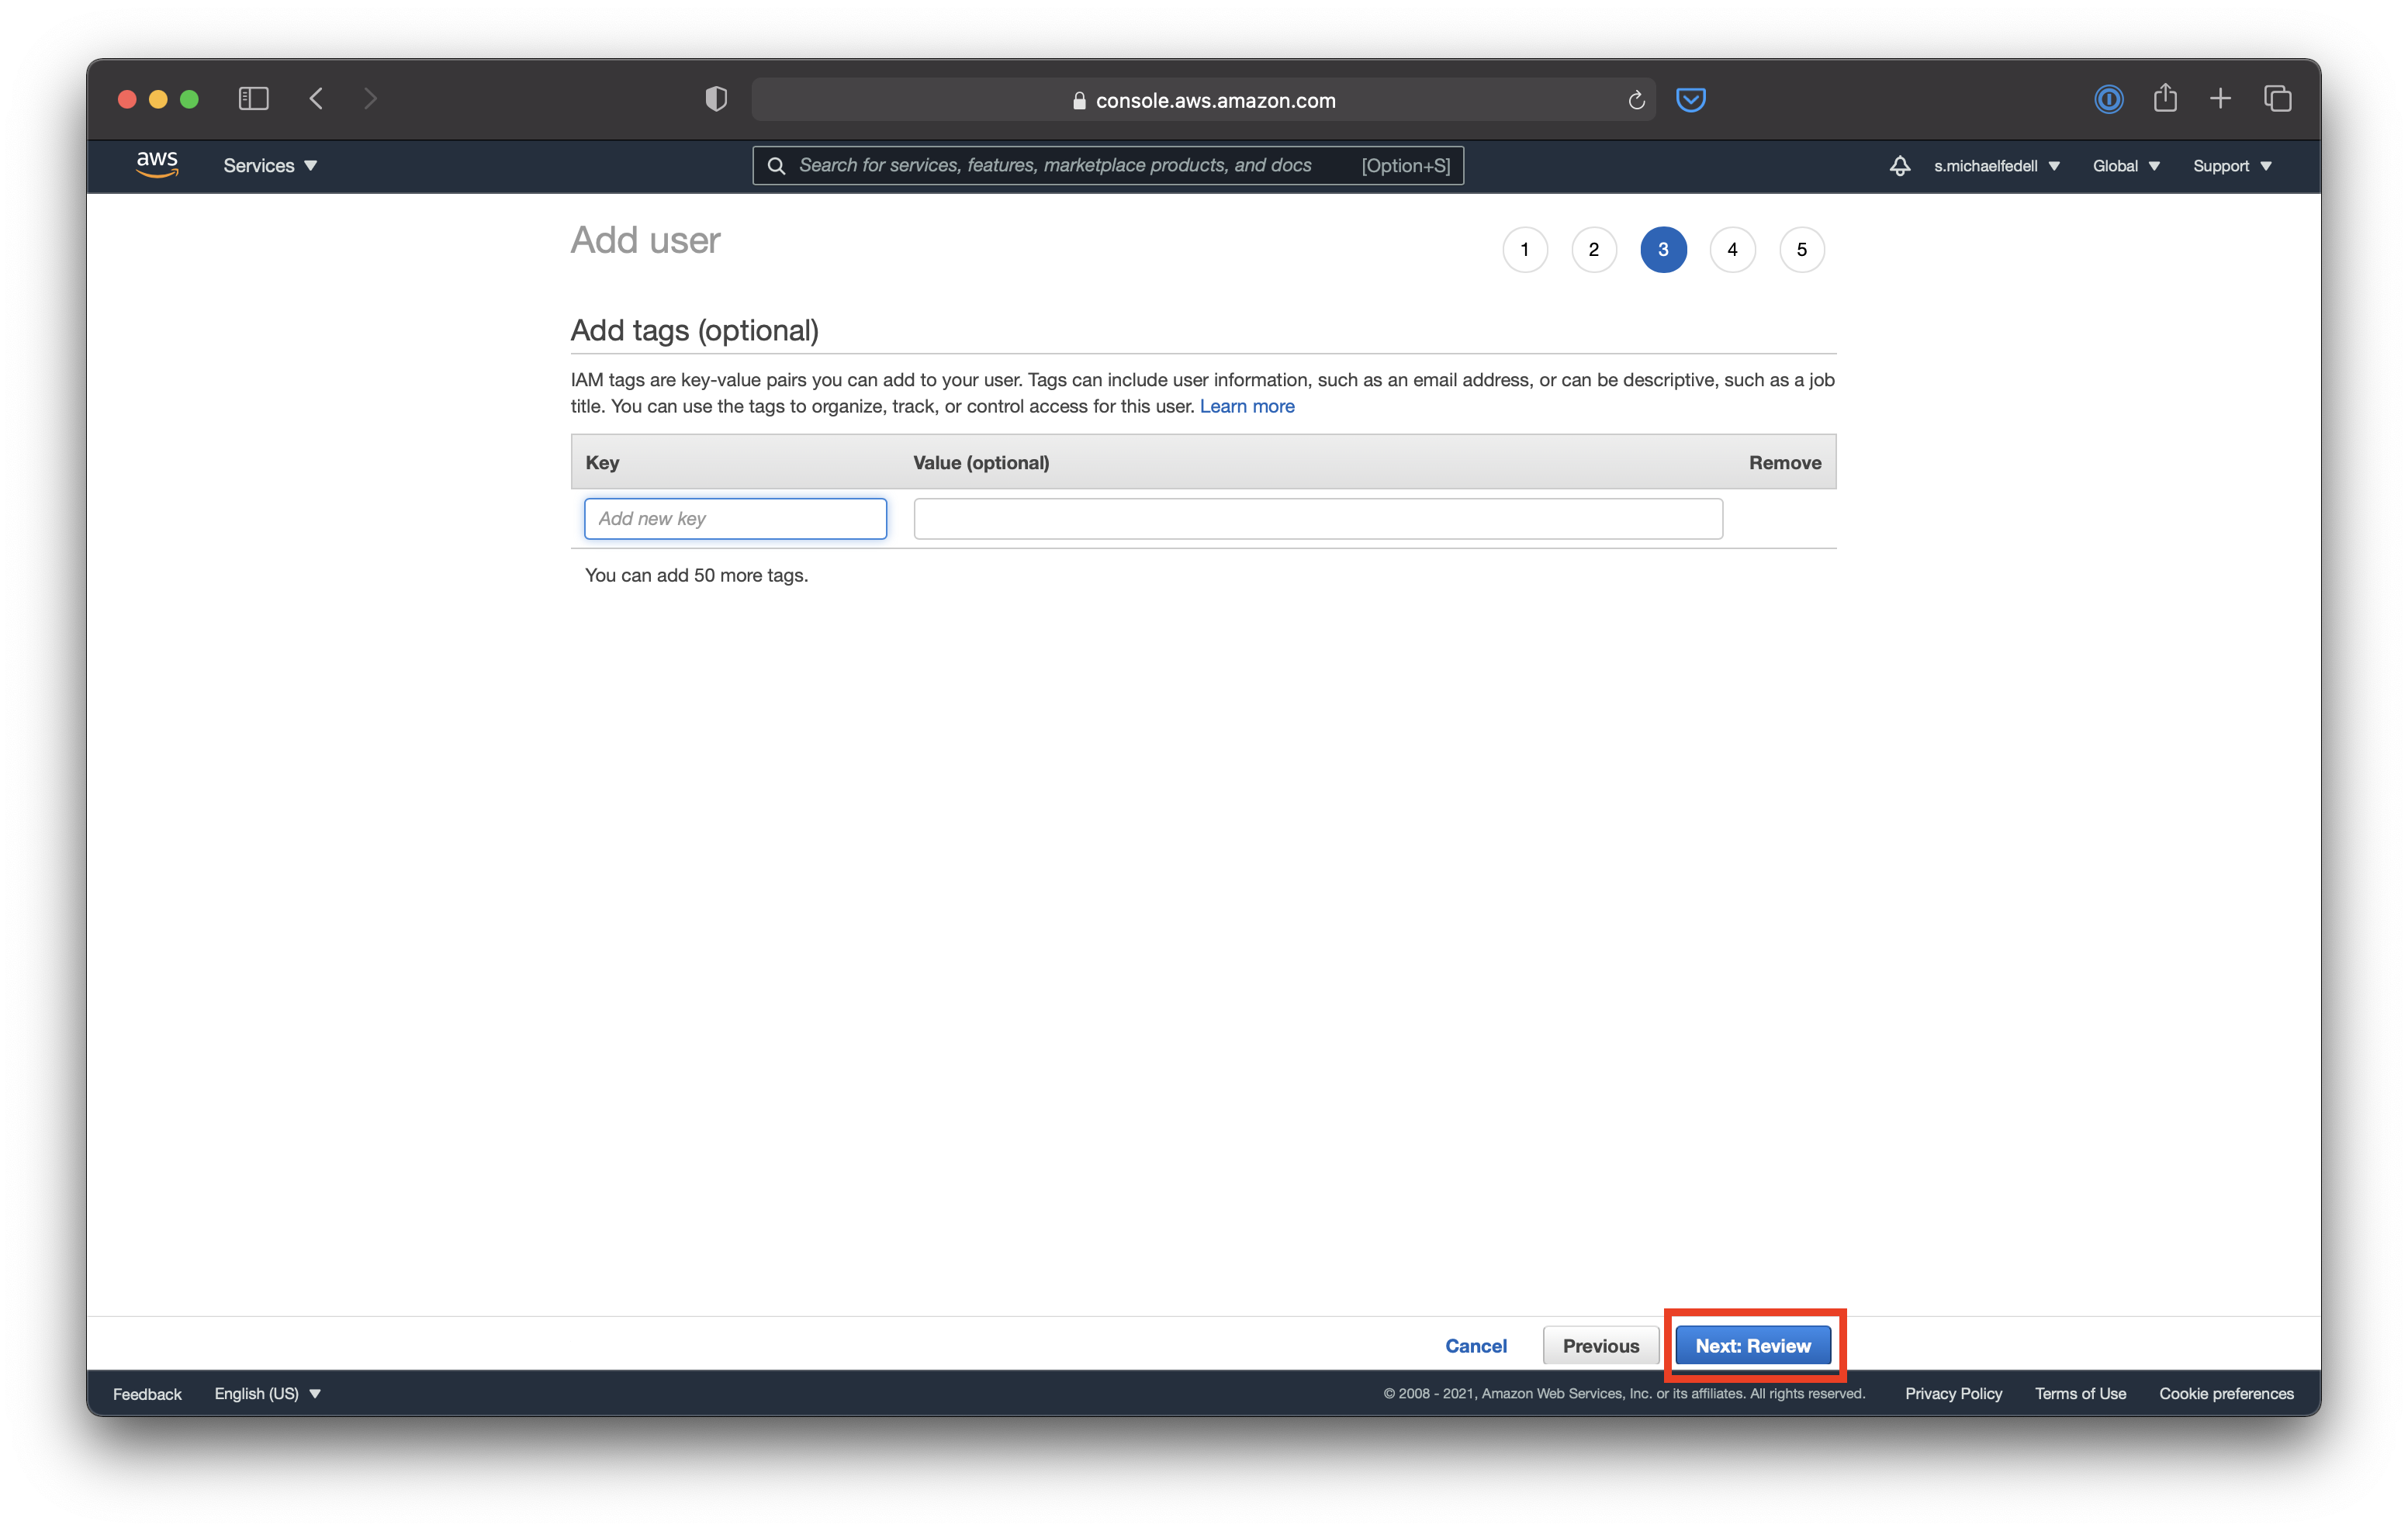 console.aws.amazon.com
aws
Services
Search for services, features, marketplace products, and docs
[Option+S]
s.michaelfedell
Global
Support
Add user
1
2
3
4
5
Add tags (optional)
IAM tags are key-value pairs you can add to your user. Tags can include user information, such as an email address, or can be descriptive, such as a job
title. You can use the tags to organize, track, or control access for this user. Learn more
Key
Value (optional)
Remove
Add new key
You can add 50 more tags.
Cancel
Previous
Next: Review
Feedback
English (US)
© 2008 - 2021, Amazon Web Services, Inc. or its affiliates. All rights reserved.
Privacy Policy
Terms of Use
Cookie preferences